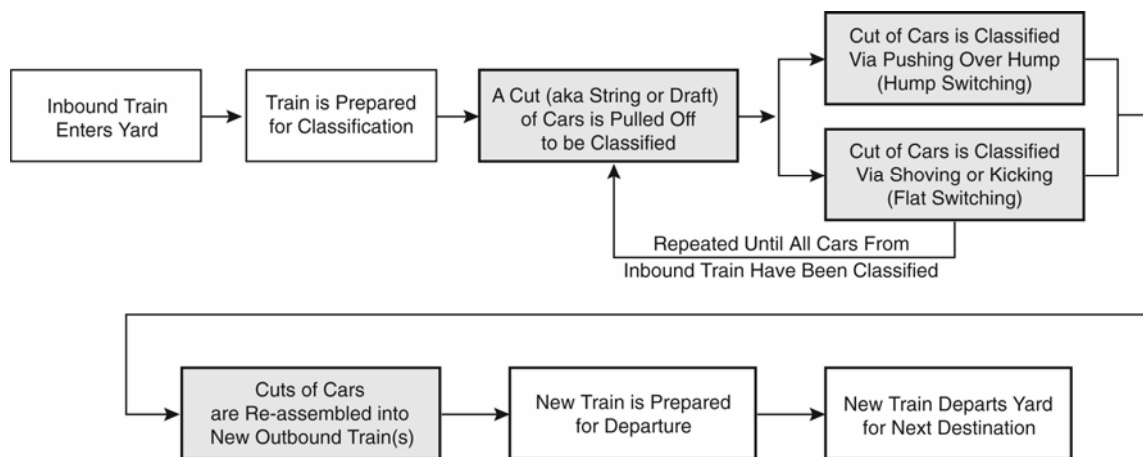 Inbound Train
Enters Yard
Train is Prepared
for Classification
A Cut (aka String or Draft)
of Cars is Pulled Off
to be Classified
Cut of Cars is Classified
Via Pushing Over Hump
(Hump Switching)
Cut of Cars is Classified
Via Shoving or Kicking
(Flat Switching)
Repeated Until All Cars From
Inbound Train Have Been Classified
Cuts of Cars
are Re-assembled into
New Outbound Train(s)
New Train is Prepared
for Departure
New Train Departs Yard
for Next Destination